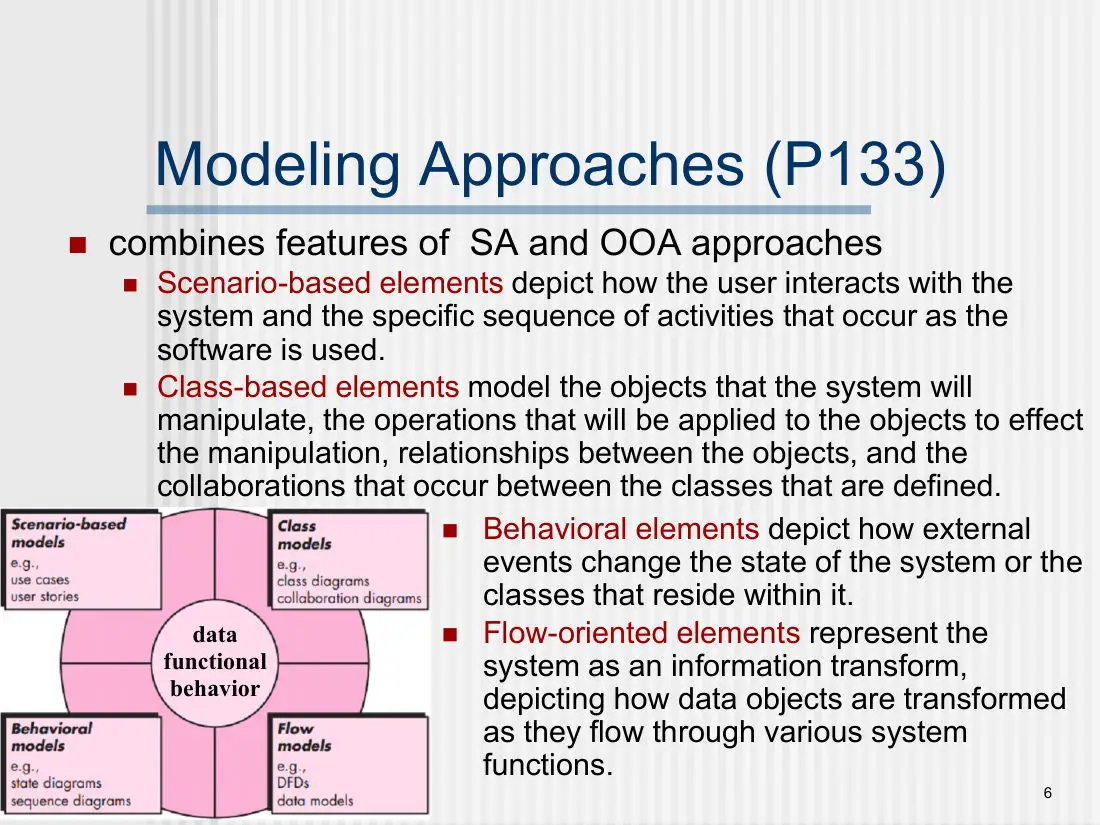 Modeling Approaches (P133)
combines features of  SA and OOA approaches
Scenario-based elements depict how the user interacts with the
system and the specific sequence of activities that occur as the
software is used.
Class-based elements model the objects that the system will
manipulate, the operations that will be applied to the objects to effect
the manipulation, relationships between the objects, and the
collaborations that occur between the classes that are defined.
Scenario-based
models
e.g.,
use cases
user stories
Class
models
e.g.,
class diagrams
collaboration diagrams
data
functional
behavior
Behavioral
models
e.g.,
state diagrams
sequence diagrams
Flow
models
e.g.,
DFDs
data models
Behavioral elements depict how external
events change the state of the system or the
classes that reside within it.
Flow-oriented elements represent the
system as an information transform,
depicting how data objects are transformed
as they flow through various system
functions.
6